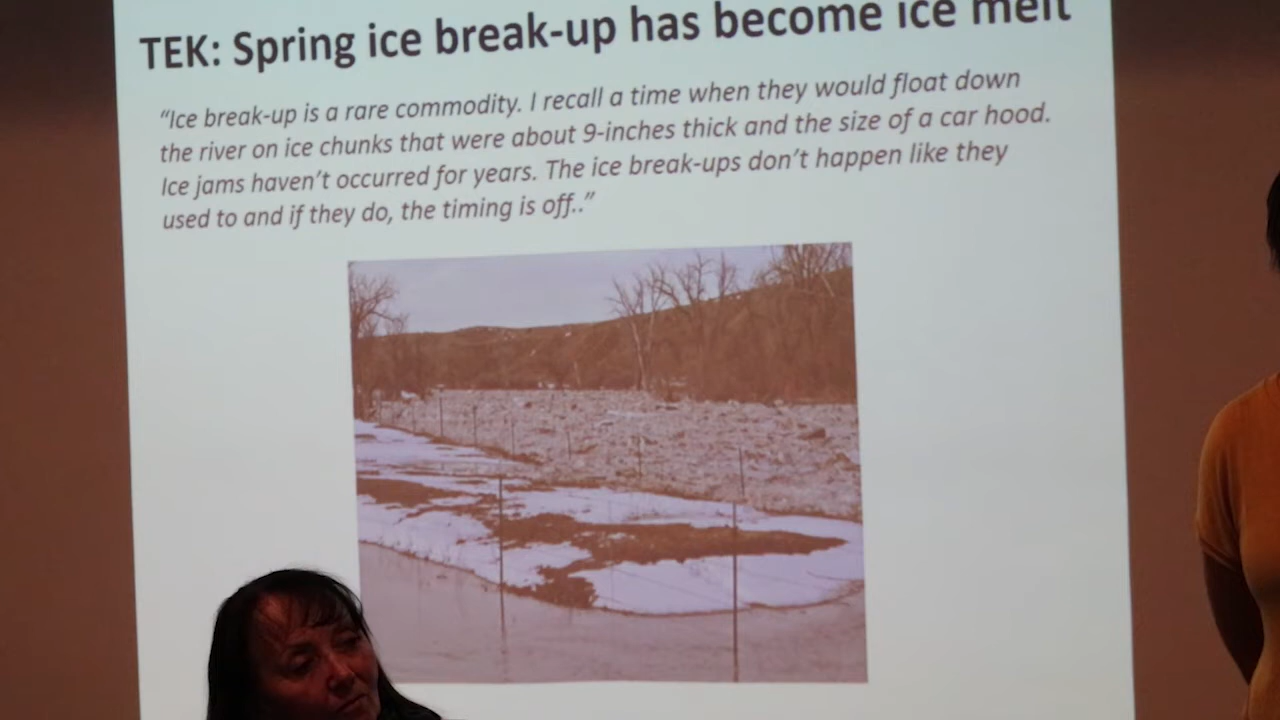 TEK: Spring ice break-up has become ice melt
“Ice break-up is a rare commodity. I recall a time when they would float down
the river on ice chunks that were about 9-inches thick and the size of a car hood.
Ice jams haven’t occurred for years. The ice break-ups don’t happen like they
used to and if they do, the timing is off..”